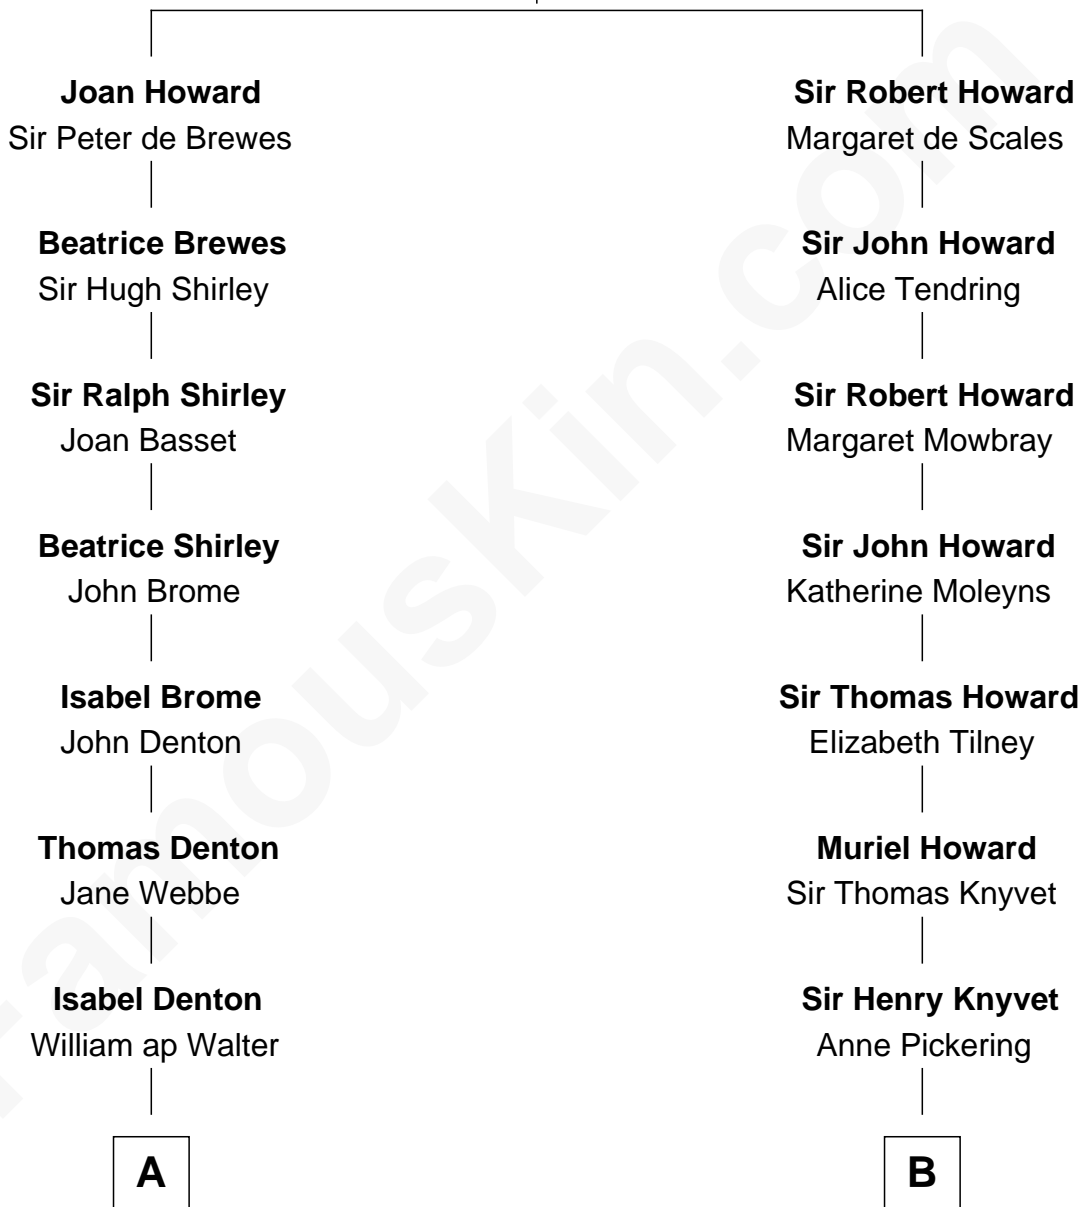 Joan Howard
Sir Peter de Brewes
Beatrice Brewes
Sir Hugh Shirley
Sir Ralph Shirley
Joan Basset
Beatrice Shirley
John Brome
Isabel Brome
John Denton
Thomas Denton
Jane Webbe
Isabel Denton
William ap Walter
A
Sir Robert Howard
Margaret de Scales
Sir John Howard
Alice Tendring
Sir Robert Howard
Margaret Mowbray
Sir John Howard
Katherine Moleyns
Sir Thomas Howard
Elizabeth Tilney
Muriel Howard
Sir Thomas Knyvet
Sir Henry Knyvet
Anne Pickering
B
FamousKin.com